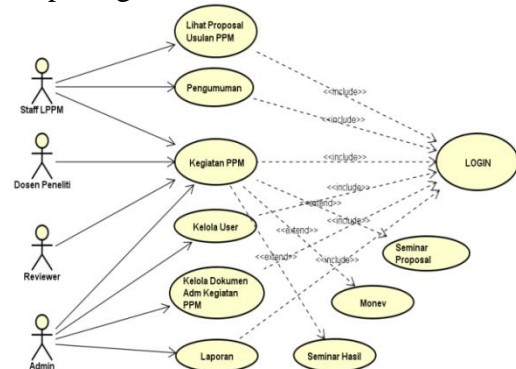 Lihat Proposal
Usulan PPM
Staff LPPM
Pengumuman
<<include>>
<<include>>
Dosen Peneliti
Kegiatan PPM
<<include>>
LOGIN
<<include>>
<<extend>>
<<include>>
Reviewer
Kelola User
<<extend>>
Seminar
Proposal
<<extend>>
<<include>>
Kelola Dokumen
Adm Kegiatan
PPM
Monev
Admin
Laporan
Seminar Hasil